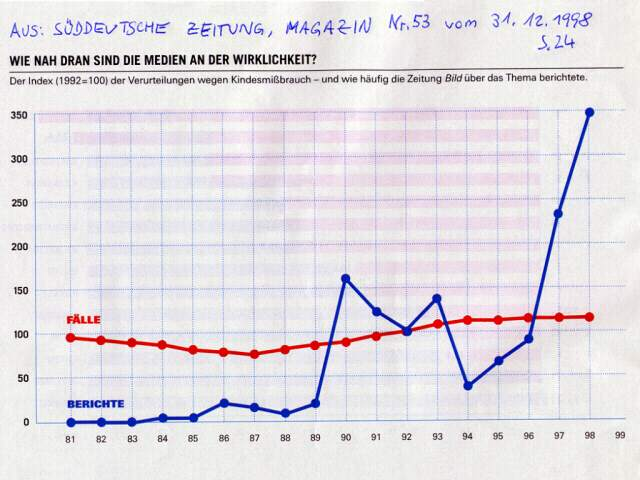 AUS: SÜDDEUTSCHE ZEITUNG, MAGAZIN Nr. 53 vom 31.12.1998
S.24
WIE NAH DRAN SIND DIE MEDIEN AN DER WIRKLICHKEIT?
Der Index (1992=100) der Verurteilungen wegen Kindesmißbrauch – und wie häufig die Zeitung Bild über das Thema berichtete.
350
300
250
200
150
100
50
0
FÄLLE
BERICHTE
81 82 83 84 85 86 87 88 89 90 91 92 93 94 95 96 97 98 99